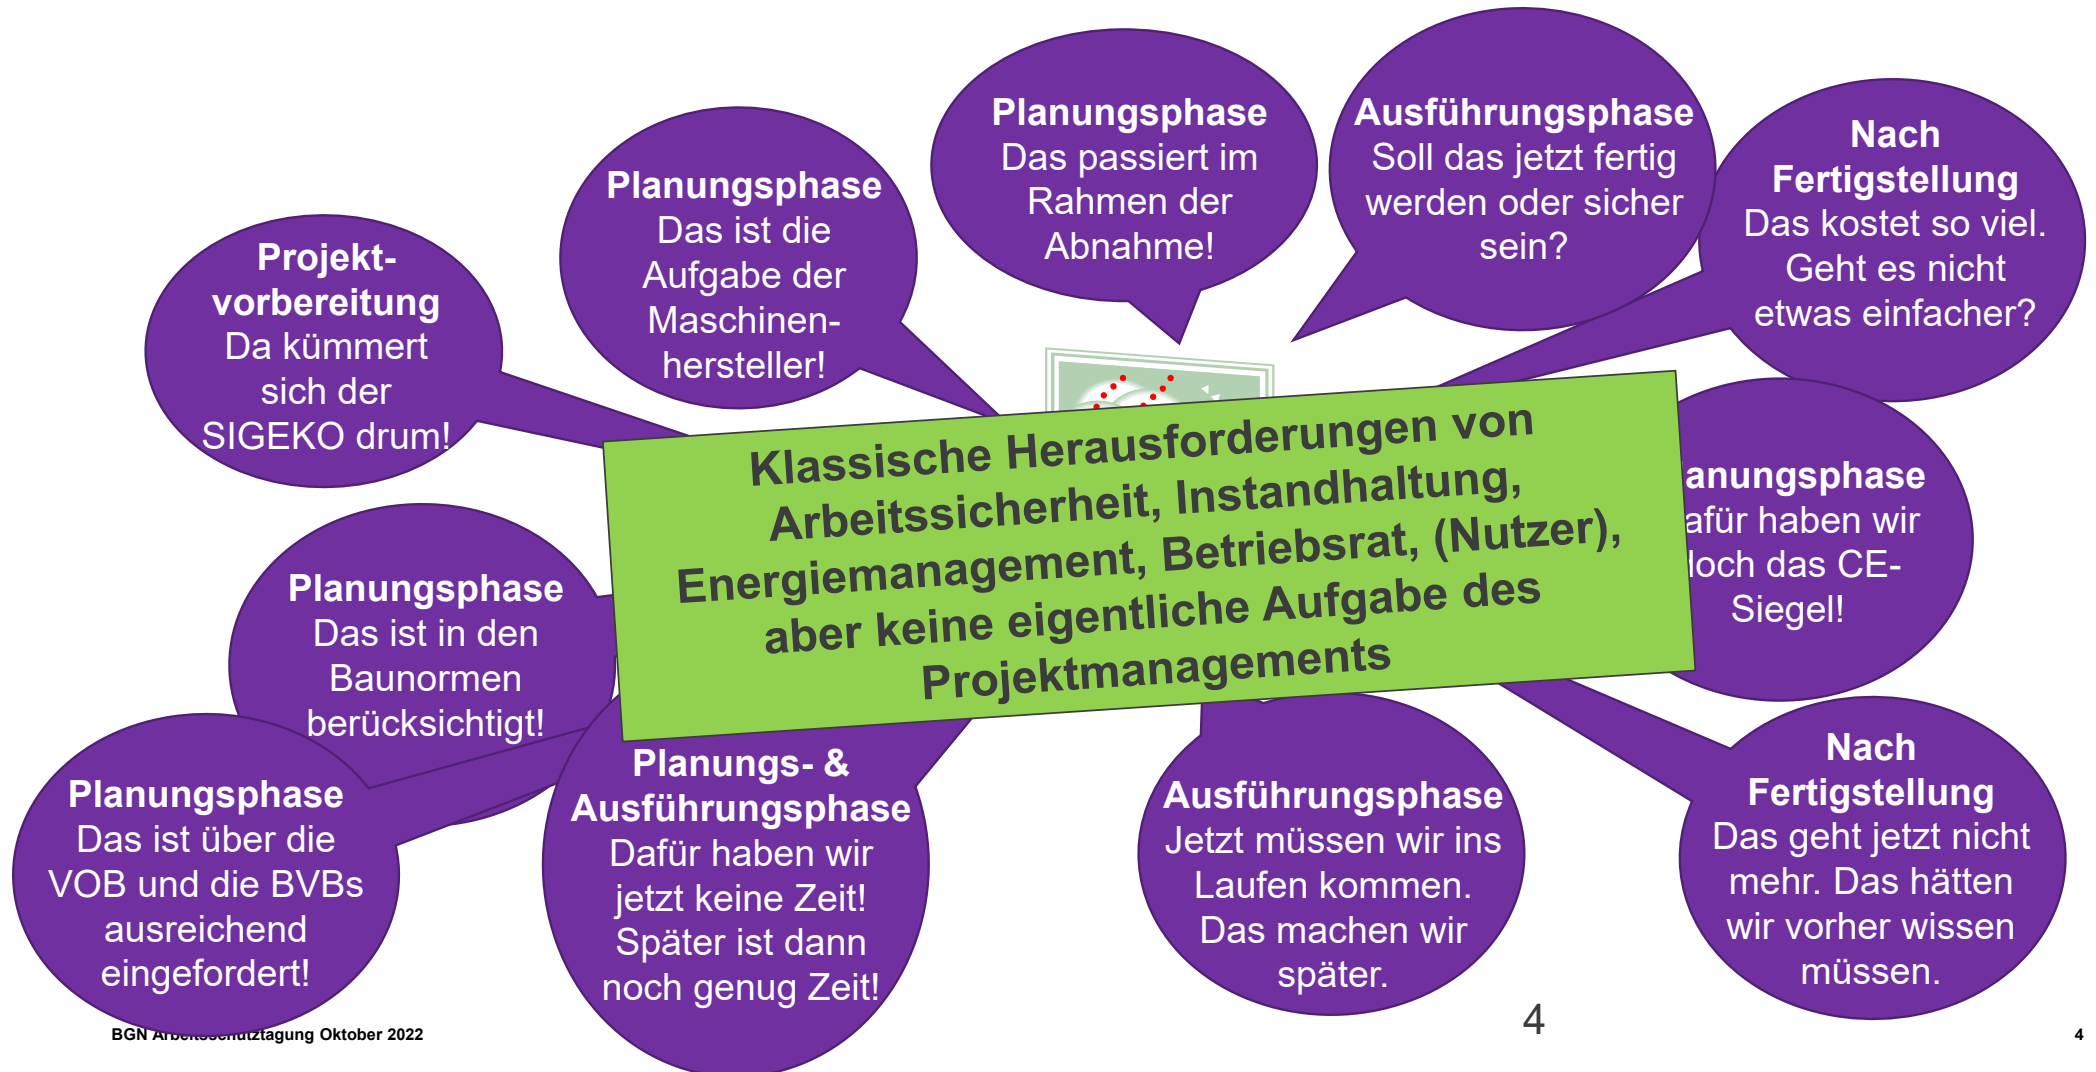 Planungsphase
Das passiert im
Rahmen der
Abnahme!
Ausführungsphase
Soll das jetzt fertig
werden oder sicher
sein?
Nach
Fertigstellung
Das kostet so viel.
Geht es nicht
etwas einfacher?
Planungsphase
Das ist die
Aufgabe der
Maschinen-
hersteller!
Projekt-
vorbereitung
Da kümmert
sich der
SIGEKO drum!
Klassische Herausforderungen von
Arbeitssicherheit, Instandhaltung,
Energiemanagement, Betriebsrat, (Nutzer),
aber keine eigentliche Aufgabe des
Projektmanagements
anungsphase
afür haben wir
doch das CE-
Siegel!
Planungsphase
Das ist in den
Baunormen
berücksichtigt!
Planungsphase
Das ist über die
VOB und die BVBs
ausreichend
eingefordert!
Planungs- &
Ausführungsphase
Dafür haben wir
jetzt keine Zeit!
Später ist dann
noch genug Zeit!
Ausführungsphase
Jetzt müssen wir ins
Laufen kommen.
Das machen wir
später.
Nach
Fertigstellung
Das geht jetzt nicht
mehr. Das hätten
wir vorher wissen
müssen.
BGN Arbeitsschutztagung Oktober 2022
4
4